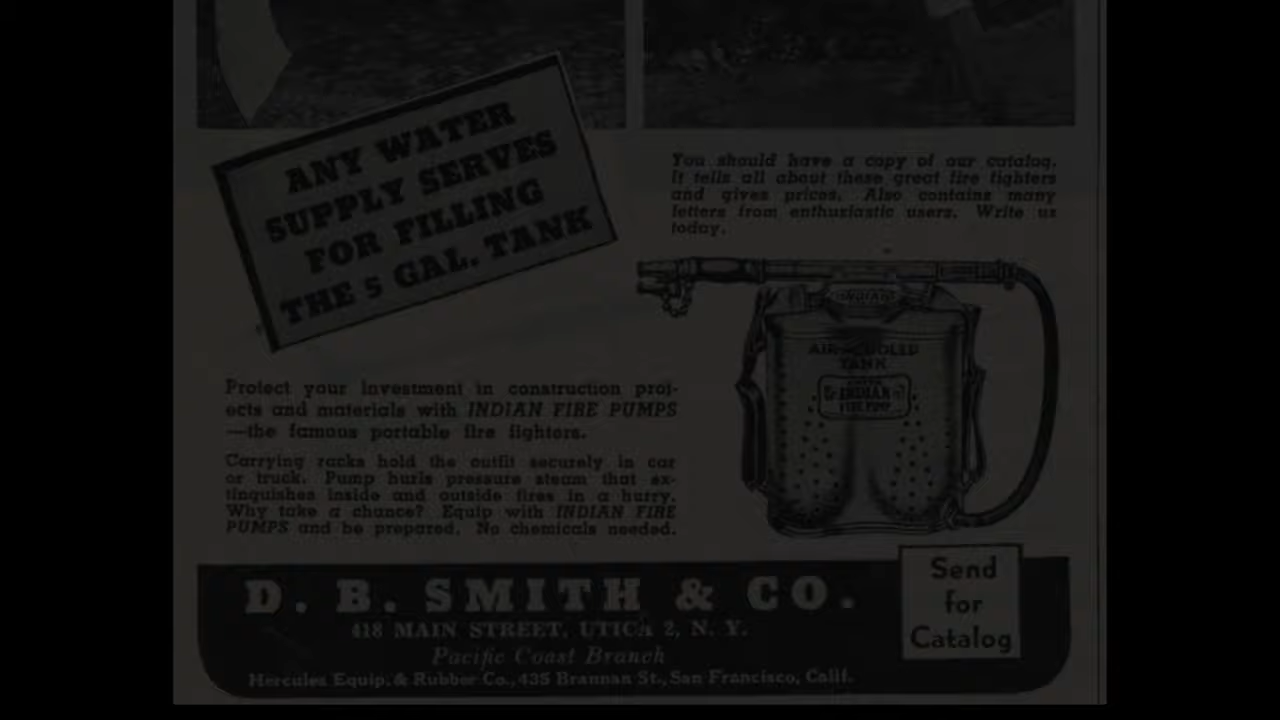 ANY WATER
SUPPLY SERVES
FOR FILLING
THE 5 GAL. TANK
You should have a copy of our catalog.
It tells all about these great fire fighters
and gives prices. Also contains many
letters from enthusiastic users. Write us
today.
INDIAN
AIR COOLED
TANK
INDIAN
FIRE PUMP
Protect your investment in construction proj-
ects and materials with INDIAN FIRE PUMPS
—the famous portable fire fighters.
Carrying racks hold the outfit securely in car
or truck. Pump hurls pressure steam that ex-
tinguishes inside and outside fires in a hurry.
Why take a chance? Equip with INDIAN FIRE
PUMPS and be prepared. No chemicals needed.
Send
for
Catalog
D. B. SMITH & CO.
418 MAIN STREET, UTICA 2, N. Y.
Pacific Coast Branch
Hercules Equip. & Rubber Co., 435 Brannan St., San Francisco, Calif.